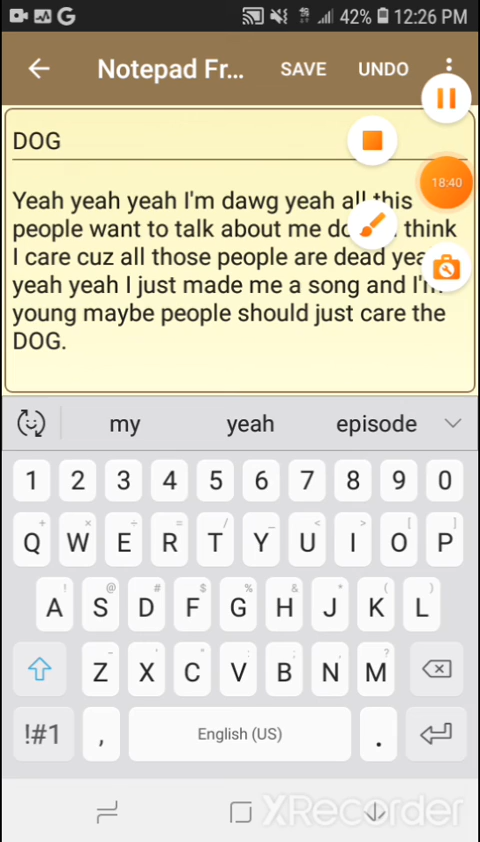 42% 12:26 PM
Notepad Fr... SAVE UNDO
DOG
18:40
Yeah yeah yeah I'm dawg yeah all this
people want to talk about me do think
I care cuz all those people are dead yea
yeah yeah I just made me a song and I'm
young maybe people should just care the
DOG.
my yeah episode
1 2 3 4 5 6 7 8 9 0
+ × ÷ = / _ < > [ ]
Q W E R T Y U I O P
! @ # $ % & * ( )
A S D F G H J K L
- ' " : ; , ?
Z X C V B N M
!#1 , English (US) .
XRecorder